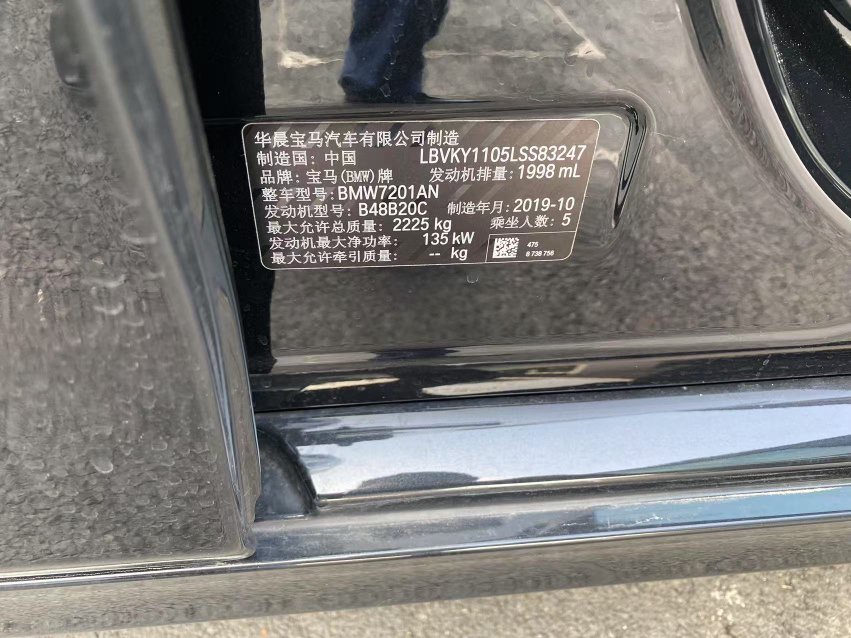 华晨宝马汽车有限公司制造
制造国: 中国 LBVKY1105LSS83247
品牌: 宝马(BMW)牌 发动机排量: 1998 mL
整车型号: BMW7201AN
发动机型号: B48B20C 制造年月: 2019-10
最大允许总质量: 2225 kg 乘坐人数: 5
发动机最大净功率: 135 kW
最大允许牵引质量: -- kg
475
8 738 758